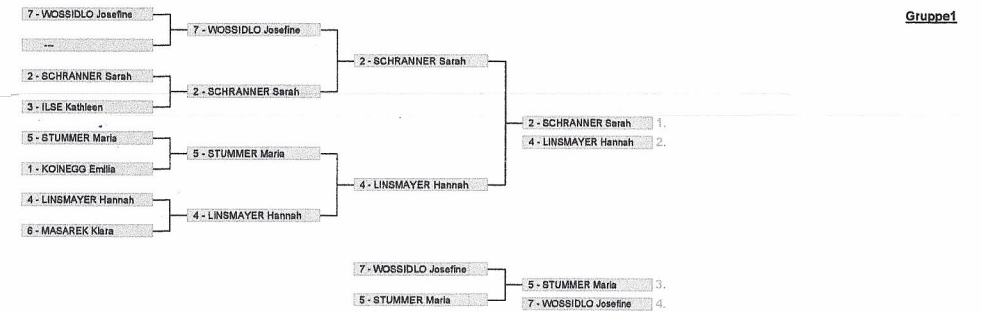 Gruppe1
7 - WOSSIDLO Josefine
---
2 - SCHRANNER Sarah
3 - ILSE Kathleen
5 - STUMMER Maria
1 - KOINEGG Emilia
4 - LINSMAYER Hannah
6 - MASAREK Klara
7 - WOSSIDLO Josefine
2 - SCHRANNER Sarah
5 - STUMMER Maria
4 - LINSMAYER Hannah
2 - SCHRANNER Sarah
4 - LINSMAYER Hannah
2 - SCHRANNER Sarah 1.
4 - LINSMAYER Hannah 2.
7 - WOSSIDLO Josefine
5 - STUMMER Maria
5 - STUMMER Maria 3.
7 - WOSSIDLO Josefine 4.